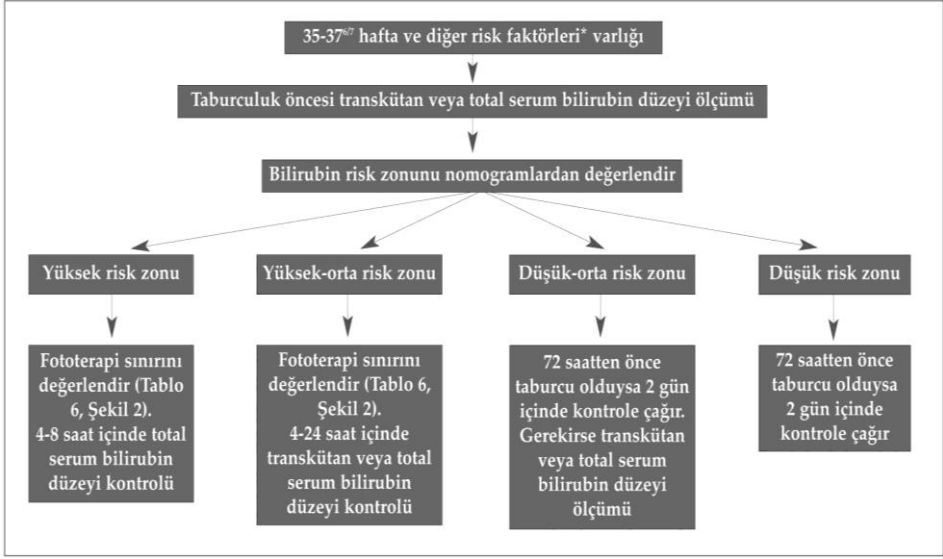 35-37⁶/⁷ hafta ve diğer risk faktörleri* varlığı
Taburculuk öncesi transkütan veya total serum bilirubin düzeyi ölçümü
Bilirubin risk zonunu nomogramlardan değerlendir
Yüksek risk zonu
Yüksek-orta risk zonu
Düşük-orta risk zonu
Düşük risk zonu
Fototerapi sınırını
değerlendir (Tablo
6, Şekil 2).
4-8 saat içinde total
serum bilirubin
düzeyi kontrolü
Fototerapi sınırını
değerlendir (Tablo 6,
Şekil 2).
4-24 saat içinde
transkütan veya total
serum bilirubin
düzeyi kontrolü
72 saatten önce
taburcu olduysa 2 gün
içinde kontrole çağır.
Gerekirse transkütan
veya total serum
bilirubin düzeyi
ölçümü
72 saatten önce
taburcu olduysa
2 gün içinde
kontrole çağır